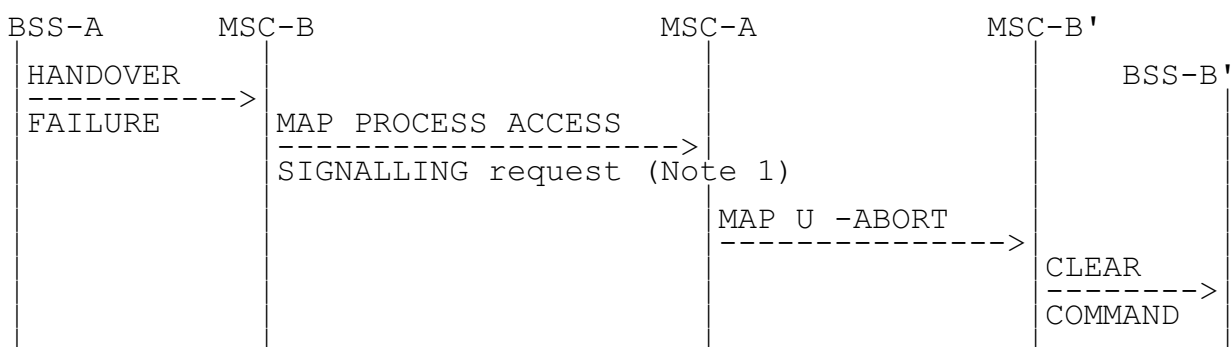 BSS-A MSC-B MSC-A MSC-B'
HANDOVER BSS-B'
----------->
FAILURE MAP PROCESS ACCESS
--------------------->
SIGNALLING request (Note 1)
MAP U -ABORT
--------------->
CLEAR
-------->
COMMAND